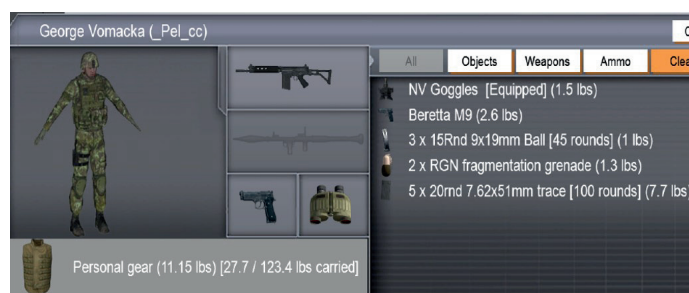 George Vomacka (_Pel_cc)
All Objects Weapons Ammo Clea
NV Goggles [Equipped] (1.5 lbs)
Beretta M9 (2.6 lbs)
3 x 15Rnd 9x19mm Ball [45 rounds] (1 lbs)
2 x RGN fragmentation grenade (1.3 lbs)
5 x 20rnd 7.62x51mm trace [100 rounds] (7.7 lbs)
Personal gear (11.15 lbs) [27.7 / 123.4 lbs carried]